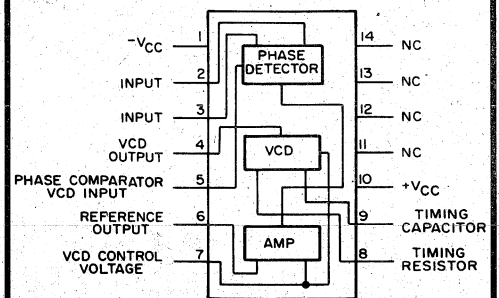 -VCC 1
INPUT 2
INPUT 3
VCD
OUTPUT 4
PHASE COMPARATOR
VCD INPUT 5
REFERENCE
OUTPUT 6
VCD CONTROL
VOLTAGE 7
PHASE
DETECTOR
VCD
AMP
14 NC
13 NC
12 NC
11 NC
10 +VCC
9 TIMING
CAPACITOR
8 TIMING
RESISTOR